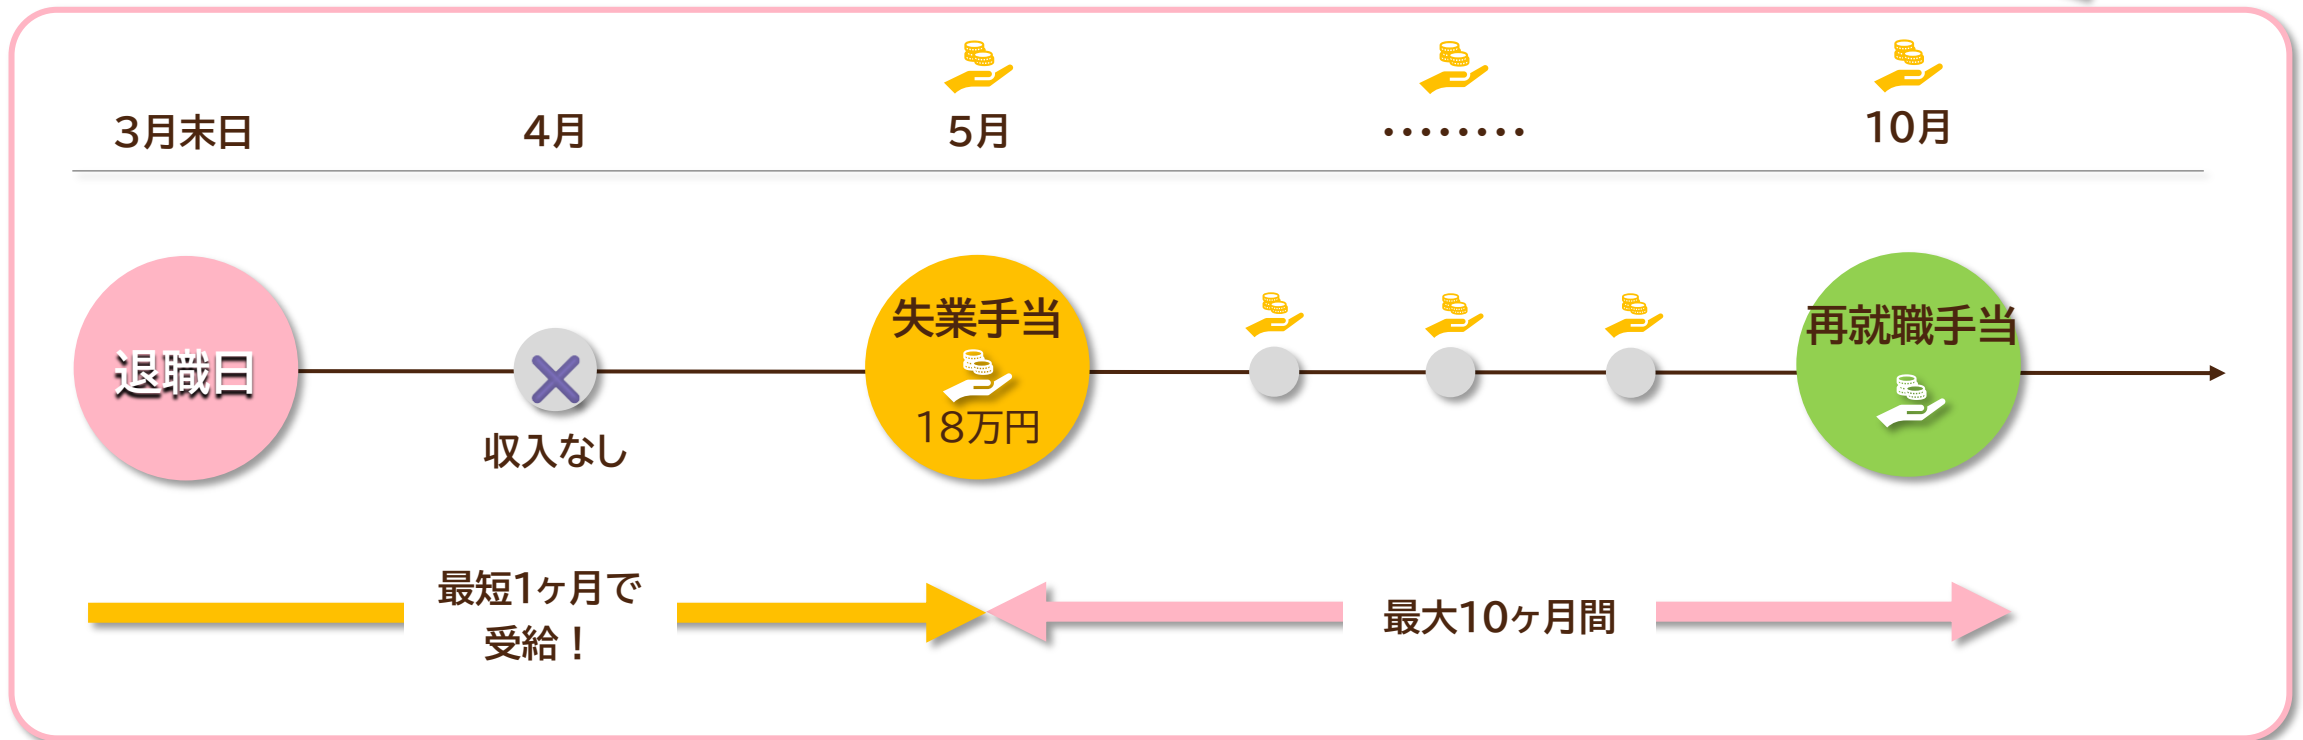 3月末日
4月
5月
........
10月
退職日
収入なし
失業手当
18万円
再就職手当
最短1ヶ月で
受給！
最大10ヶ月間